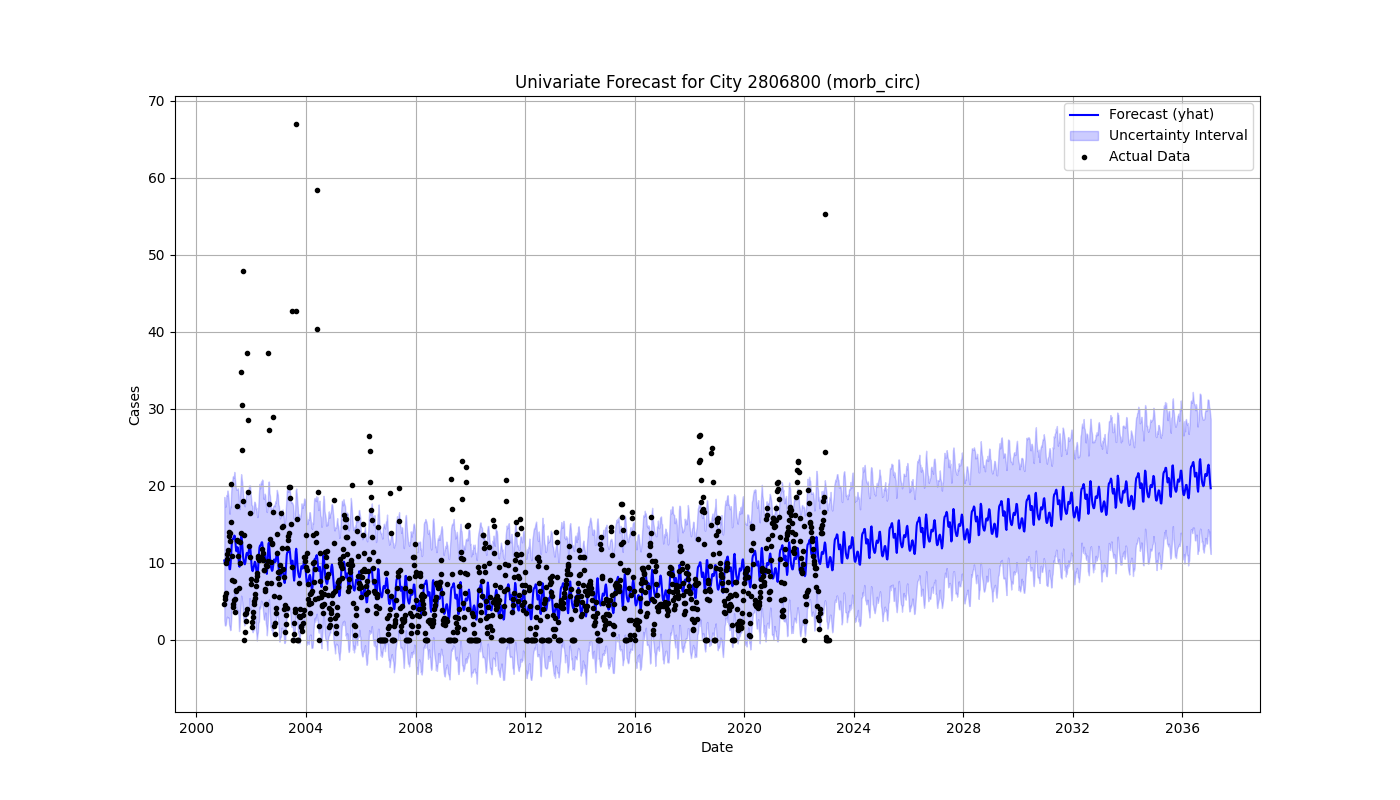 Univariate Forecast for City 2806800 (morb_circ)
Forecast (yhat)
Uncertainty Interval
Actual Data
70
60
50
40
30
20
10
0
Cases
2000 2004 2008 2012 2016 2020 2024 2028 2032 2036
Date